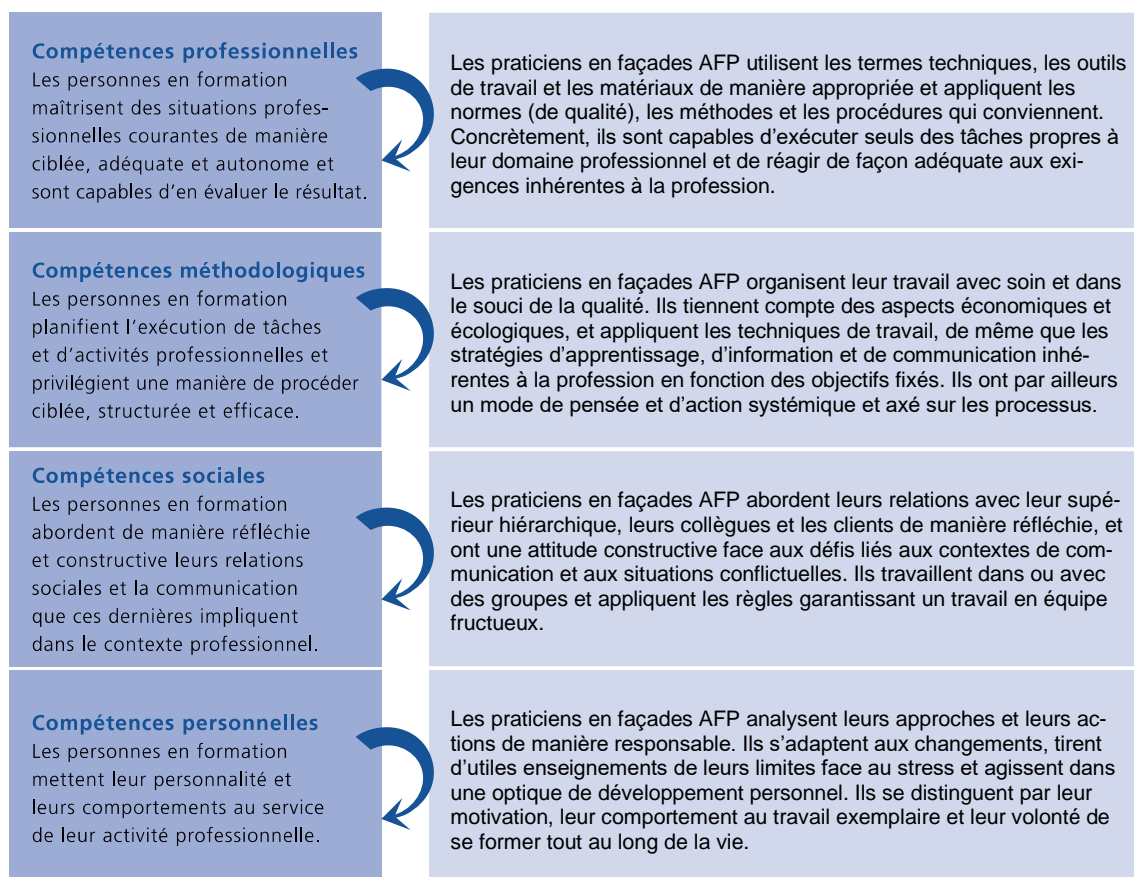 Compétences professionnelles
Les personnes en formation
maîtrisent des situations profes-
sionnelles courantes de manière
ciblée, adéquate et autonome et
sont capables d'en évaluer le résultat.
Les praticiens en façades AFP utilisent les termes techniques, les outils
de travail et les matériaux de manière appropriée et appliquent les
normes (de qualité), les méthodes et les procédures qui conviennent.
Concrètement, ils sont capables d'exécuter seuls des tâches propres à
leur domaine professionnel et de réagir de façon adéquate aux exi-
gences inhérentes à la profession.
Compétences méthodologiques
Les personnes en formation
planifient l'exécution de tâches
et d'activités professionnelles et
privilégient une manière de procéder
ciblée, structurée et efficace.
Les praticiens en façades AFP organisent leur travail avec soin et dans
le souci de la qualité. Ils tiennent compte des aspects économiques et
écologiques, et appliquent les techniques de travail, de même que les
stratégies d'apprentissage, d'information et de communication inhé-
rentes à la profession en fonction des objectifs fixés. Ils ont par ailleurs
un mode de pensée et d'action systémique et axé sur les processus.
Compétences sociales
Les personnes en formation
abordent de manière réfléchie
et constructive leurs relations
sociales et la communication
que ces dernières impliquent
dans le contexte professionnel.
Les praticiens en façades AFP abordent leurs relations avec leur supé-
rieur hiérarchique, leurs collègues et les clients de manière réfléchie, et
ont une attitude constructive face aux défis liés aux contextes de com-
munication et aux situations conflictuelles. Ils travaillent dans ou avec
des groupes et appliquent les règles garantissant un travail en équipe
fructueux.
Compétences personnelles
Les personnes en formation
mettent leur personnalité et
leurs comportements au service
de leur activité professionnelle.
Les praticiens en façades AFP analysent leurs approches et leurs ac-
tions de manière responsable. Ils s'adaptent aux changements, tirent
d'utiles enseignements de leurs limites face au stress et agissent dans
une optique de développement personnel. Ils se distinguent par leur
motivation, leur comportement au travail exemplaire et leur volonté de
se former tout au long de la vie.